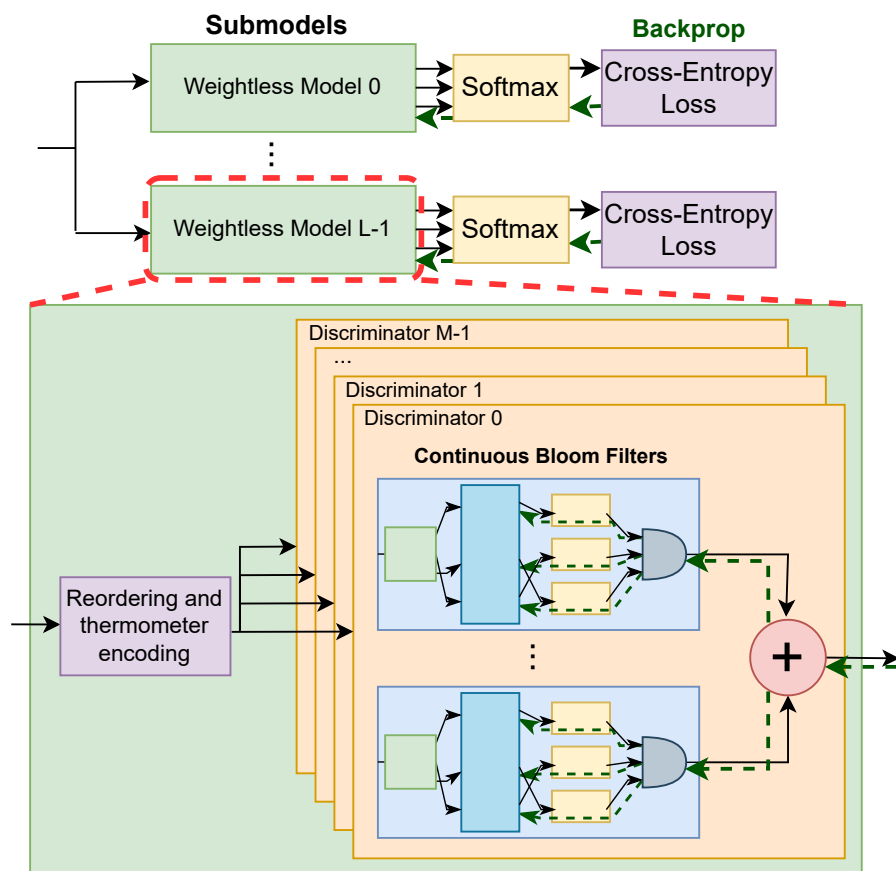 Submodels
Backprop
Weightless Model 0
Softmax
Cross-Entropy
Loss
⋮
Weightless Model L-1
Softmax
Cross-Entropy
Loss
Discriminator M-1
...
Discriminator 1
Discriminator 0
Continuous Bloom Filters
Reordering and
thermometer
encoding
⋮
+